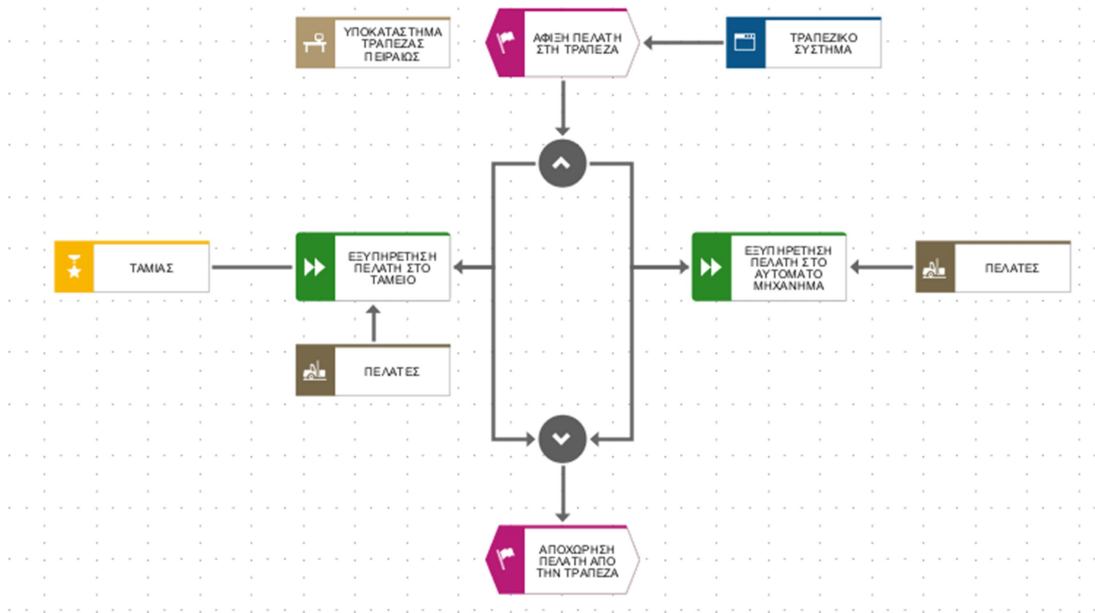 ΥΠΟΚΑΤΑΣΤΗΜΑ
ΤΡΑΠΕΖΑΣ
ΠΕΙΡΑΙΩΣ
ΑΦΙΞΗ ΠΕΛΑΤΗ
ΣΤΗ ΤΡΑΠΕΖΑ
ΤΡΑΠΕΖΙΚΟ
ΣΥΣΤΗΜΑ
ΤΑΜΙΑΣ
ΕΞΥΠΗΡΕΤΗΣΗ
ΠΕΛΑΤΗ ΣΤΟ
ΤΑΜΕΙΟ
ΕΞΥΠΗΡΕΤΗΣΗ
ΠΕΛΑΤΗ ΣΤΟ
ΑΥΤΟΜΑΤΟ
ΜΗΧΑΝΗΜΑ
ΠΕΛΑΤΕΣ
ΠΕΛΑΤΕΣ
ΑΠΟΧΩΡΗΣΗ
ΠΕΛΑΤΗ ΑΠΟ
ΤΗΝ ΤΡΑΠΕΖΑ